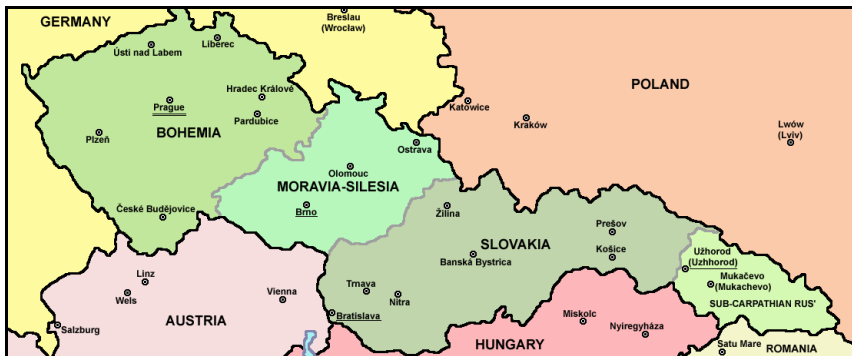 GERMANY
Breslau
(Wrocław)
Liberec
Ústi nad Labem
POLAND
Hradec Králové
Katowice
Prague
Kraków
Pardubice
Lwów
(Lviv)
Plzeň
BOHEMIA
Ostrava
Olomouc
MORAVIA-SILESIA
České Budějovice
Brno
Žilina
Prešov
SLOVAKIA
Košice
Užhorod
(Uzhhorod)
Banská Bystrica
Linz
Mukačevo
(Mukachevo)
Trnava
Vienna
Wels
Nitra
SUB-CARPATHIAN RUS'
Bratislava
AUSTRIA
Miskolc
Salzburg
Nyiregyháza
HUNGARY
Satu Mare
ROMANIA